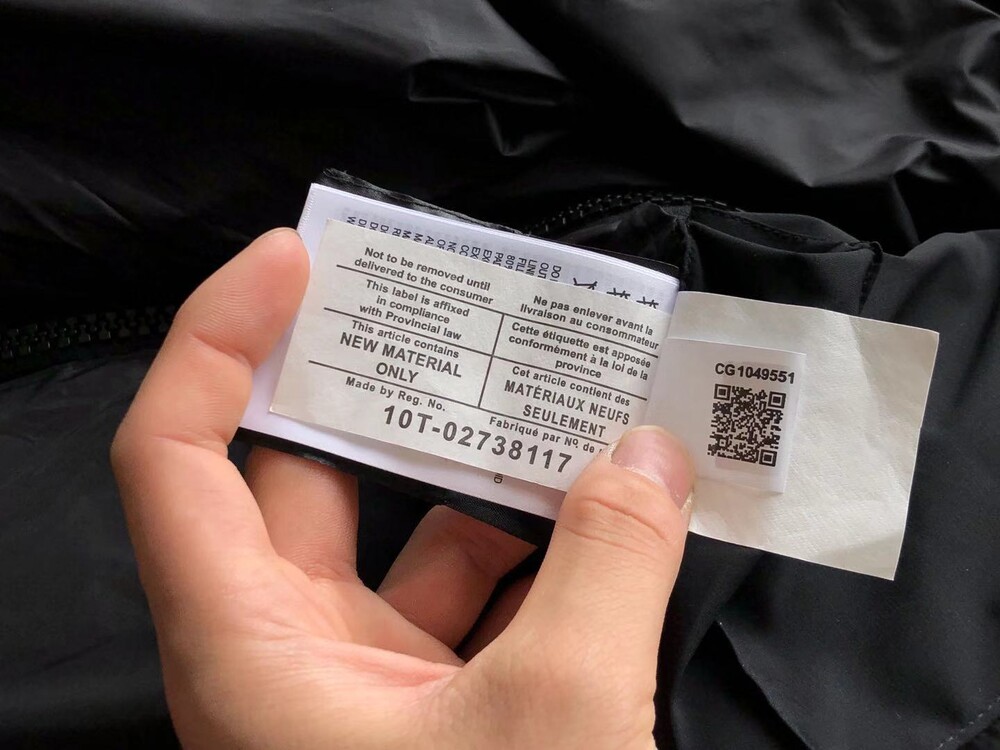 Not to be removed until
delivered to the consumer
This label is affixed
in compliance
with Provincial law
This article contains
NEW MATERIAL
ONLY
Made by Reg. No.
10T-02738117
Ne pas enlever avant la
livraison au consommateur
Cette étiquette est apposée
conformément à la loi de la
province
Cet article contient des
MATÉRIAUX NEUFS
SEULEMENT
Fabriqué par Nº. de
CG1049551